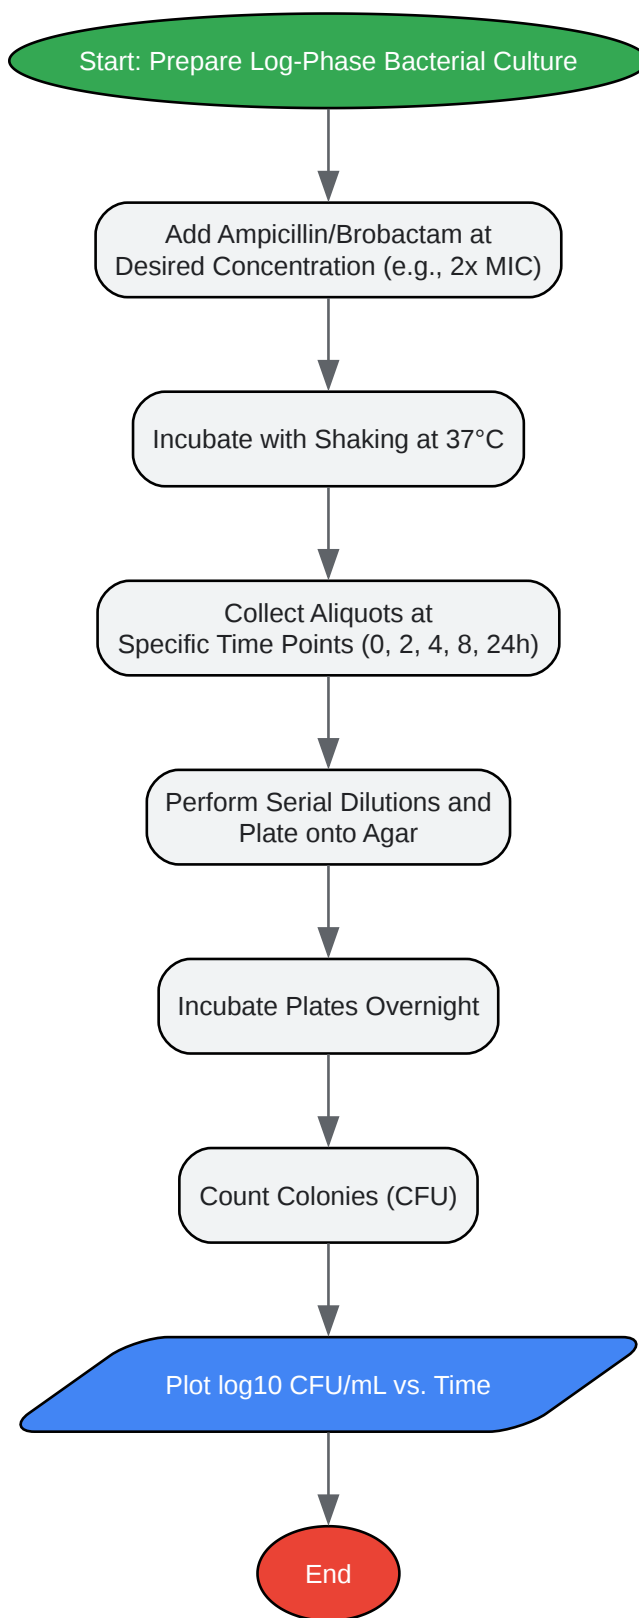 Start: Prepare Log-Phase Bacterial Culture
Add Ampicillin/Brobactam at
Desired Concentration (e.g., 2x MIC)
Incubate with Shaking at 37°C
Collect Aliquots at
Specific Time Points (0, 2, 4, 8, 24h)
Perform Serial Dilutions and
Plate onto Agar
Incubate Plates Overnight
Count Colonies (CFU)
Plot log10 CFU/mL vs. Time
End